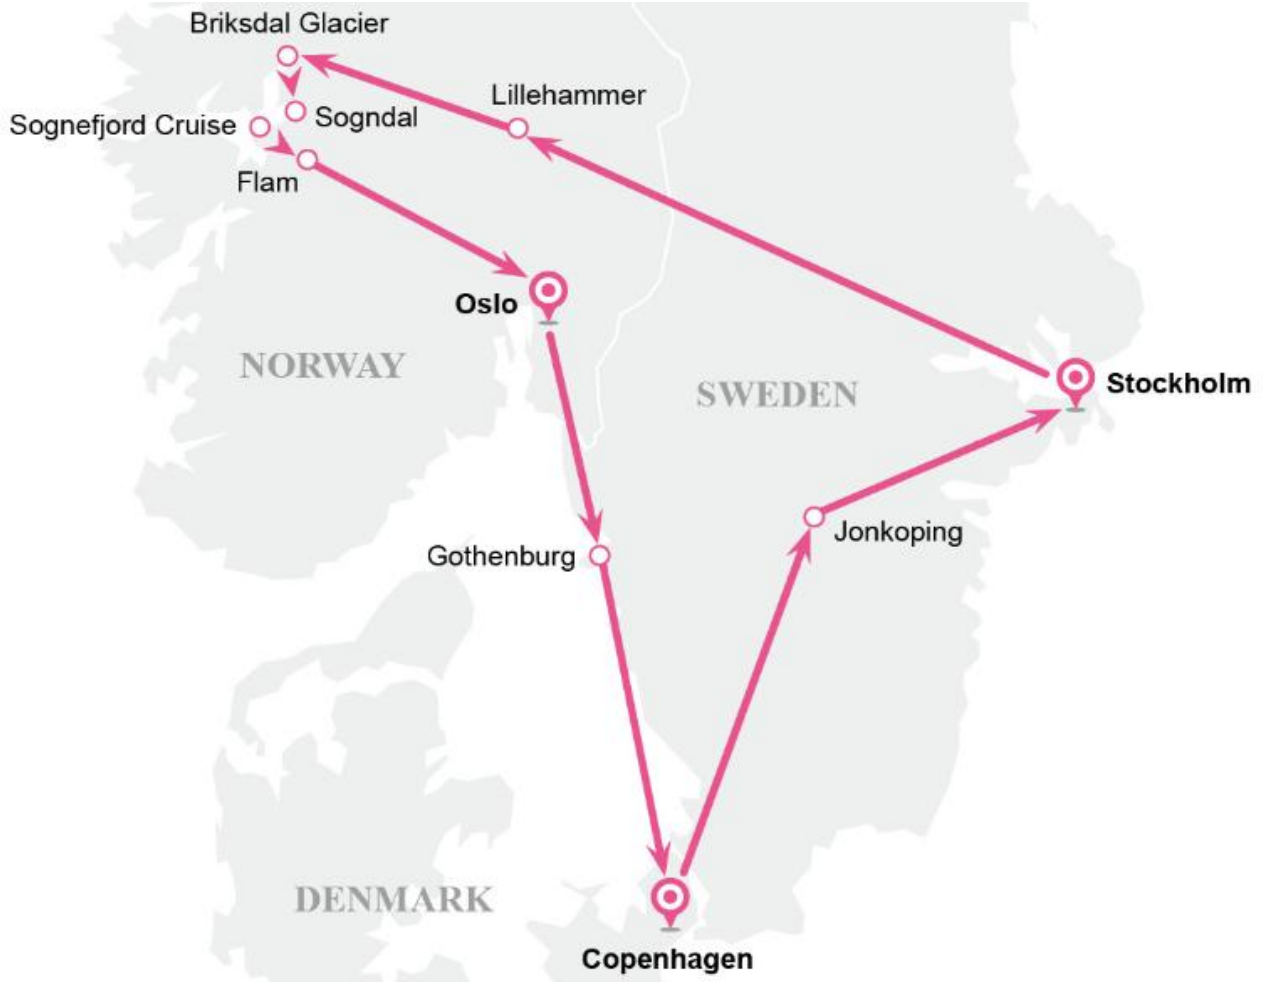 Briksdal Glacier
Lillehammer
Sogndal
Sognefjord Cruise
Flam
Oslo
NORWAY
SWEDEN
Stockholm
Jonkoping
Gothenburg
DENMARK
Copenhagen